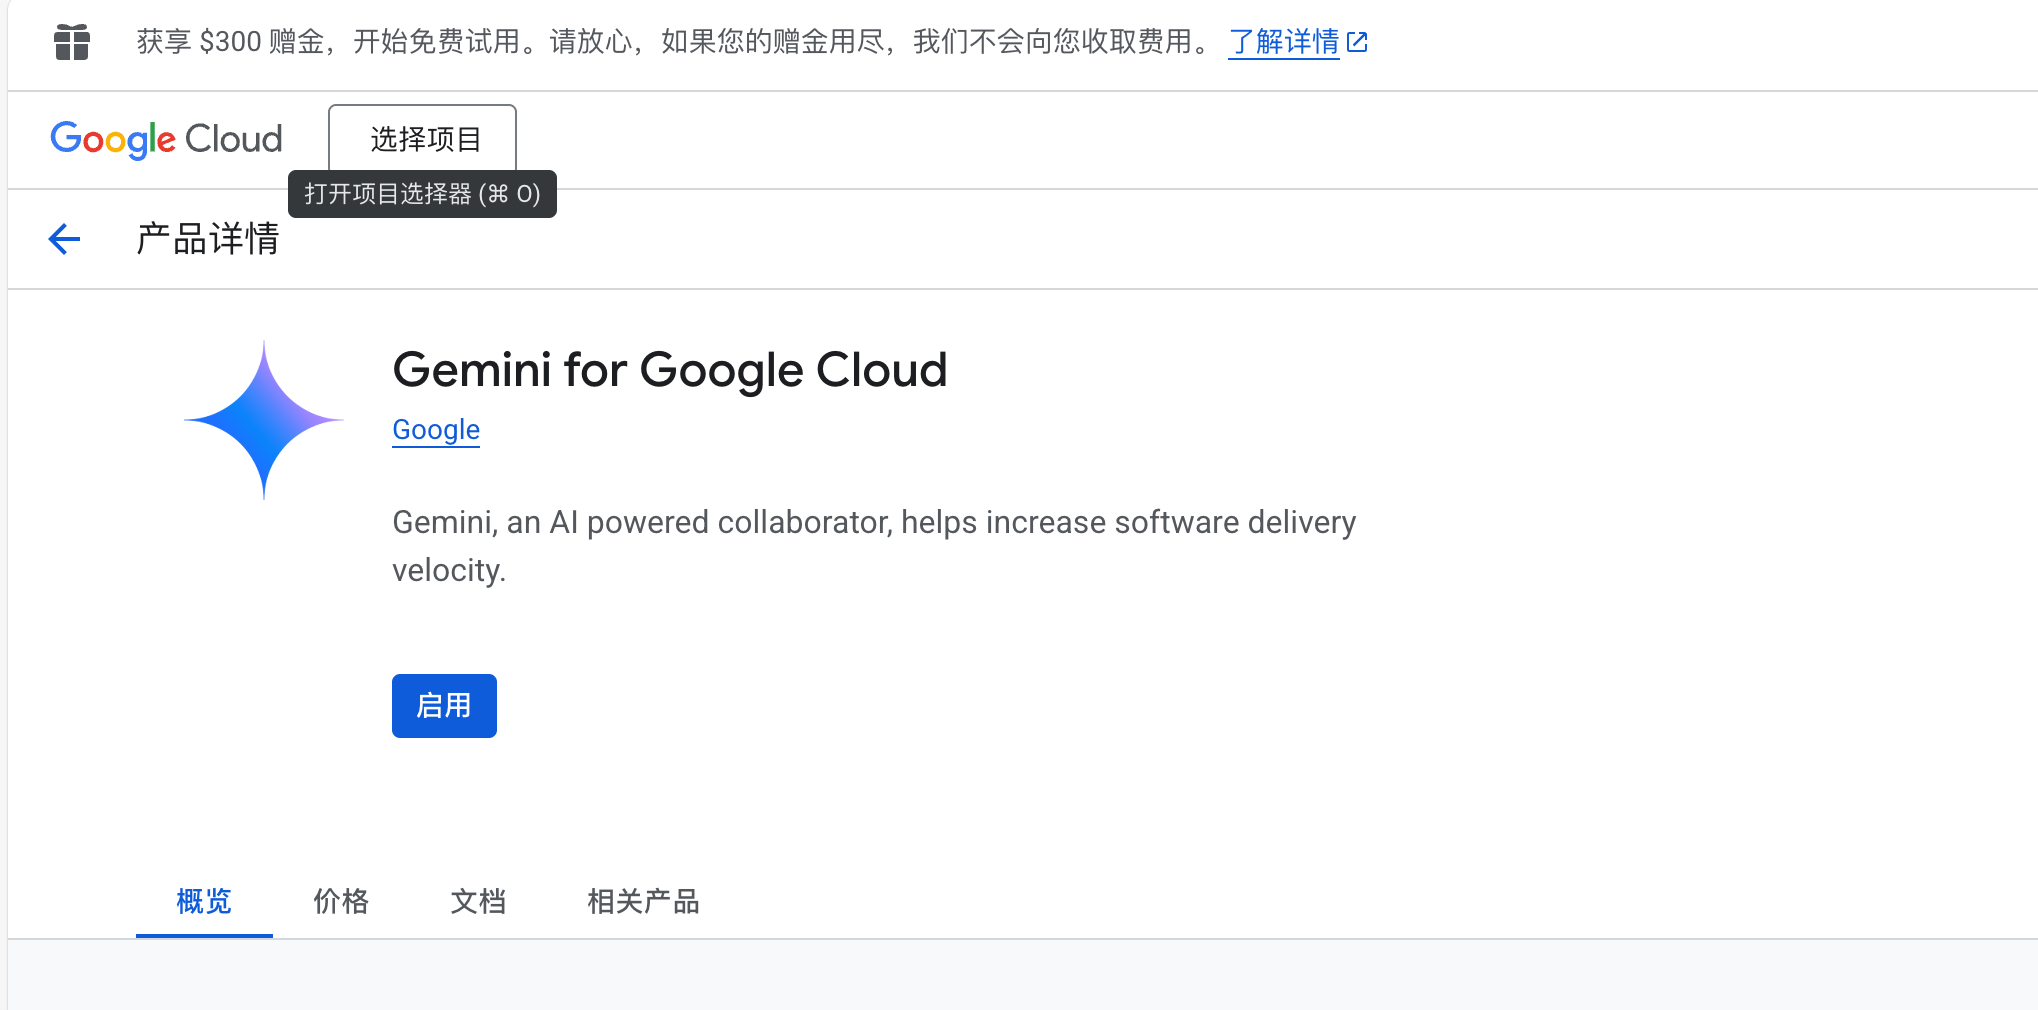 获享 $300 赠金，开始免费试用。请放心，如果您的赠金用尽，我们不会向您收取费用。 了解详情
Google Cloud 选择项目
打开项目选择器 (⌘ O)
产品详情
Gemini for Google Cloud
Google
Gemini, an AI powered collaborator, helps increase software delivery
velocity.
启用
概览 价格 文档 相关产品